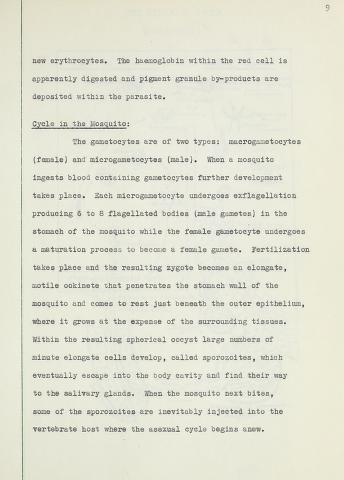 9
new erythrocytes. The haemoglobin within the red cell is
apparently digested and pigment granule by-products are
deposited within the parasite.
Cycle in the Mosquito:
The gametocytes are of two types: macrogametocytes
(female) and microgametocytes (male). When a mosquito
ingests blood containing gametocytes further development
takes place. Each microgametocyte undergoes exflagellation
producing 6 to 8 flagellated bodies (male gametes) in the
stomach of the mosquito while the female gametocyte undergoes
a maturation process to become a female gamete. Fertilization
takes place and the resulting zygote becomes an elongate,
motile ookinete that penetrates the stomach wall of the
mosquito and comes to rest just beneath the outer epithelium,
where it grows at the expense of the surrounding tissues.
Within the resulting spherical oocyst large numbers of
minute elongate cells develop, called sporozoites, which
eventually escape into the body cavity and find their way
to the salivary glands. When the mosquito next bites,
some of the sporozoites are inevitably injected into the
vertebrate host where the asexual cycle begins anew.